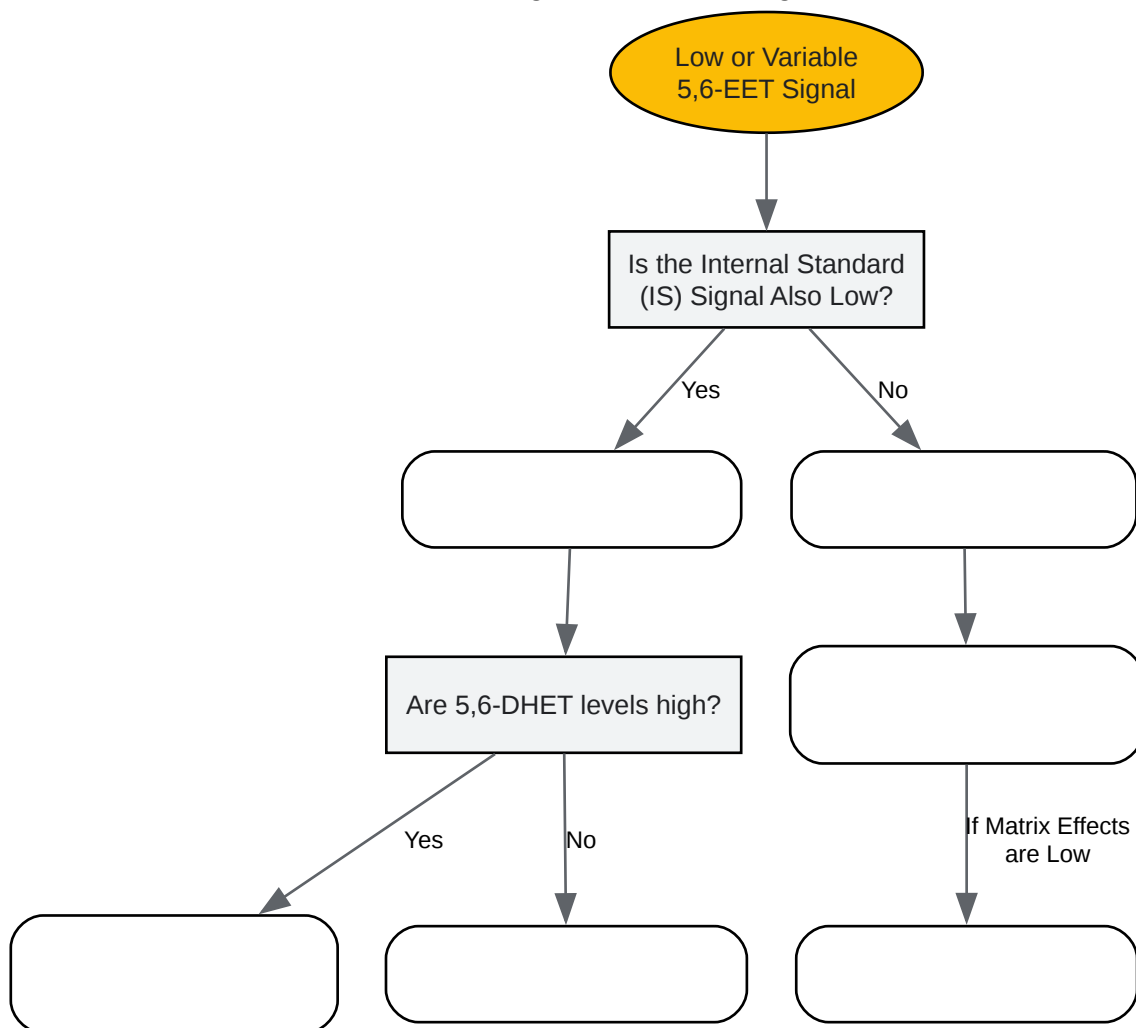 Low or Variable
5,6-EET Signal
Is the Internal Standard
(IS) Signal Also Low?
Yes
No
Are 5,6-DHET levels high?
If Matrix Effects
are Low
Yes
No